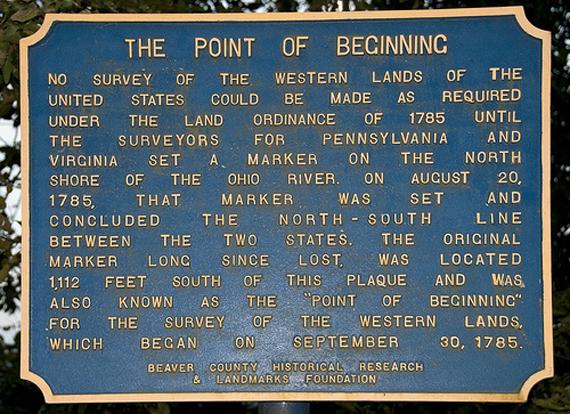 THE POINT OF BEGINNING
NO SURVEY OF THE WESTERN LANDS OF THE
UNITED STATES COULD BE MADE AS REQUIRED
UNDER THE LAND ORDINANCE OF 1785 UNTIL
THE SURVEYORS FOR PENNSYLVANIA AND
VIRGINIA SET A MARKER ON THE NORTH
SHORE OF THE OHIO RIVER. ON AUGUST 20,
1785, THAT MARKER WAS SET AND
CONCLUDED THE NORTH-SOUTH LINE
BETWEEN THE TWO STATES. THE ORIGINAL
MARKER LONG SINCE LOST, WAS LOCATED
1,112 FEET SOUTH OF THIS PLAQUE AND WAS
ALSO KNOWN AS THE "POINT OF BEGINNING"
FOR THE SURVEY OF THE WESTERN LANDS,
WHICH BEGAN ON SEPTEMBER 30, 1785.
BEAVER COUNTY HISTORICAL RESEARCH
& LANDMARKS FOUNDATION